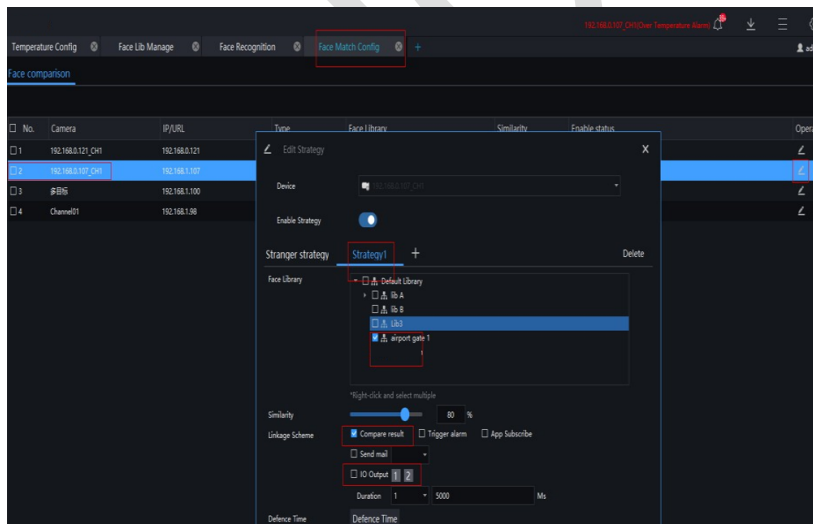 192.168.0.107_CH1(Over Temperature Alarm)
Temperature Config Face Lib Manage Face Recognition Face Match Config +
Face comparison
No. Camera IP/URL Type Face Library Similarity Enable status
1 192.168.0.121_CH1 192.168.0.121
2 192.168.0.107_CH1 192.168.1.107
3 多目标 192.168.1.100
4 Channel01 192.168.1.98
Edit Strategy X
Device 192.168.0.107_CH1
Enable Strategy
Stranger strategy Strategy1 + Delete
Face Library
Default Library
lib A
lib B
Lib3
airport gate 1
*Right-click and select multiple
Similarity 80 %
Linkage Scheme Compare result Trigger alarm App Subscribe
Send mail
IO Output 1 2
Duration 1 5000 Ms
Defence Time Defence Time